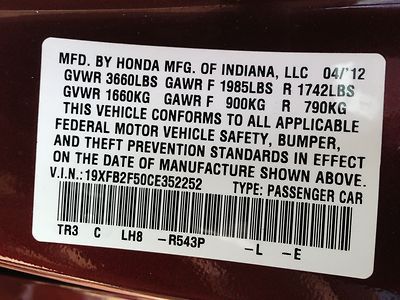 MFD. BY HONDA MFG. OF INDIANA, LLC 04/'12
GVWR 3660LBS GAWR F 1985LBS R 1742LBS
GVWR 1660KG GAWR F 900KG R 790KG
THIS VEHICLE CONFORMS TO ALL APPLICABLE
FEDERAL MOTOR VEHICLE SAFETY, BUMPER,
AND THEFT PREVENTION STANDARDS IN EFFECT
ON THE DATE OF MANUFACTURE SHOWN ABOVE.
V.I.N.: 19XFB2F50CE352252 TYPE: PASSENGER CAR
TR3 C LH8 -R543P -L -E